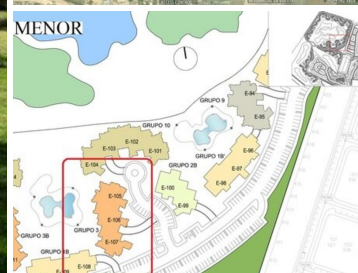 MENOR
GRUPO 9
E-94
E-95
GRUPO 10
E-102
E-103
E-101
E-104
GRUPO 1B
E-96
GRUPO 2B
E-97
E-100
E-98
E-105
E-99
E-106
GRUPO 3
GRUPO 3B
E-107
E-108